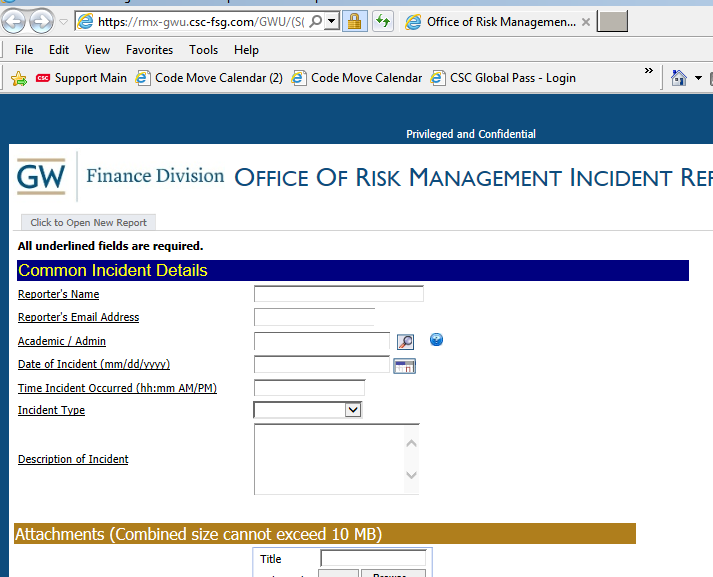 https://rmx-gwu.csc-fsg.com/GWU/(S( Office of Risk Managemen...
File Edit View Favorites Tools Help
CSC Support Main Code Move Calendar (2) Code Move Calendar CSC Global Pass - Login »
Privileged and Confidential
GW Finance Division OFFICE OF RISK MANAGEMENT INCIDENT REP
Click to Open New Report
All underlined fields are required.
Common Incident Details
Reporter's Name
Reporter's Email Address
Academic / Admin
Date of Incident (mm/dd/yyyy)
Time Incident Occurred (hh:mm AM/PM)
Incident Type
Description of Incident
Attachments (Combined size cannot exceed 10 MB)
Title